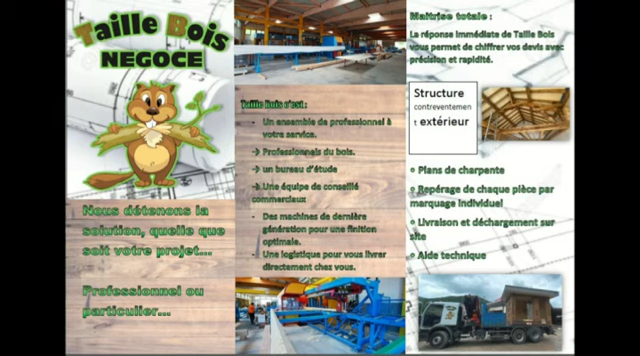 Taille Bois
NEGOCE
Nous détenons la
solution, quelle que
soit votre projet...
Professionnel ou
particulier...
Taille Bois c'est :
- Un ensemble de professionnel à
votre service.
-> Professionnels du bois.
-> un bureau d'étude
-> Une équipe de conseillé
commerciaux
- Des machines de dernière
génération pour une finition
optimale.
- Une logistique pour vous livrer
directement chez vous.
Maitrise totale :
La réponse immédiate de Taille Bois
vous permet de chiffrer vos devis avec
précision et rapidité.
Structure
contreventemen
t extérieur
° Plans de charpente
° Repérage de chaque pièce par
marquage individuel
° Livraison et déchargement sur
site
° Aide technique